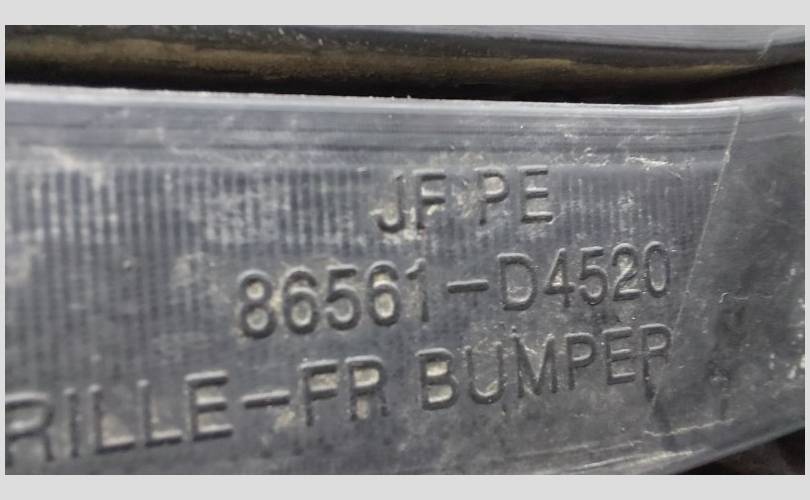 JF PE
86561-D4520
RILLE-FR BUMPER